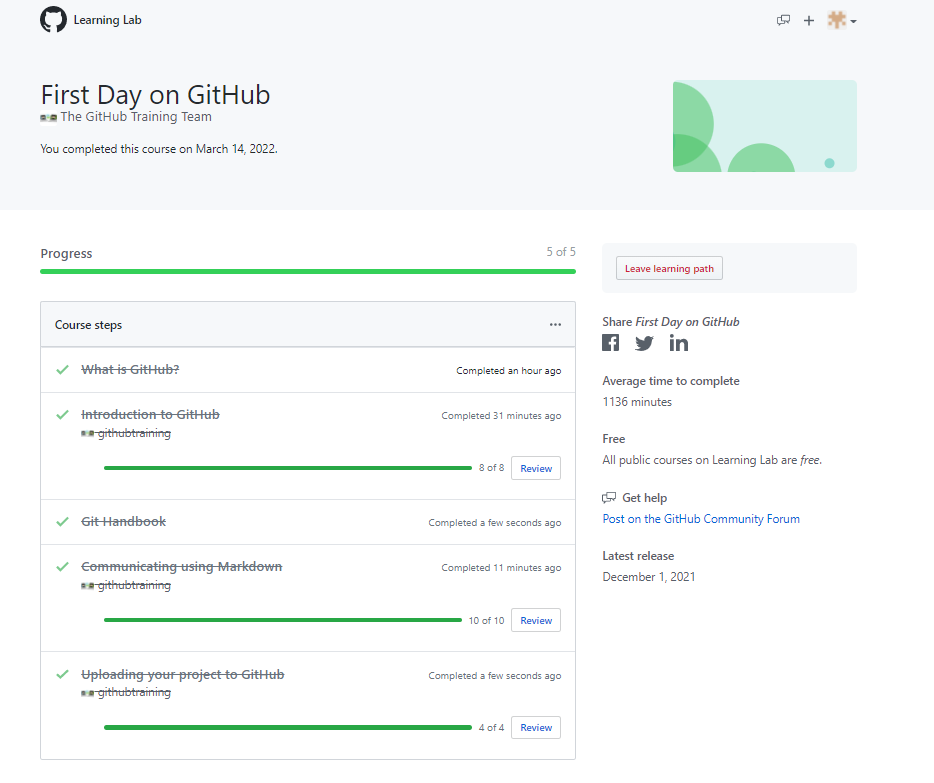 Learning Lab
First Day on GitHub
The GitHub Training Team
You completed this course on March 14, 2022.
Progress
5 of 5
Course steps
What is GitHub?
Completed an hour ago
Introduction to GitHub
Completed 31 minutes ago
githubtraining
8 of 8
Review
Git Handbook
Completed a few seconds ago
Communicating using Markdown
Completed 11 minutes ago
githubtraining
10 of 10
Review
Uploading your project to GitHub
Completed a few seconds ago
githubtraining
4 of 4
Review
Leave learning path
Share First Day on GitHub
Average time to complete
1136 minutes
Free
All public courses on Learning Lab are free.
Get help
Post on the GitHub Community Forum
Latest release
December 1, 2021